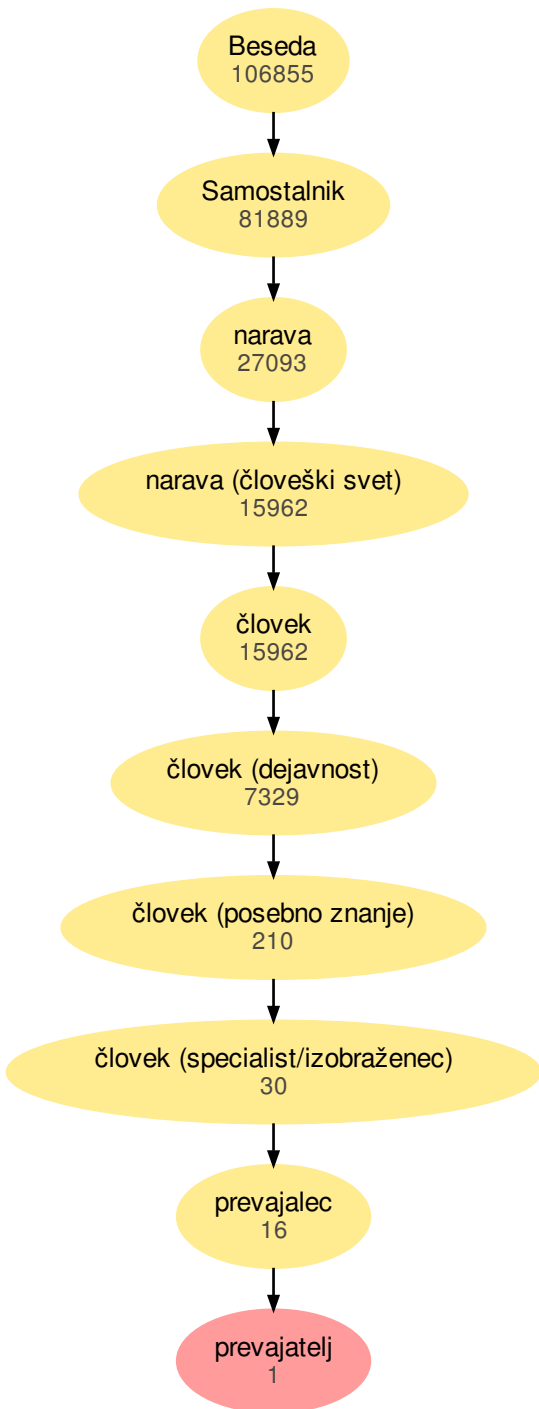 Beseda
106855
Samostalnik
81889
narava
27093
narava (človeški svet)
15962
človek
15962
človek (dejavnost)
7329
človek (posebno znanje)
210
človek (specialist/izobraženec)
30
prevajalec
16
prevajatelj
1